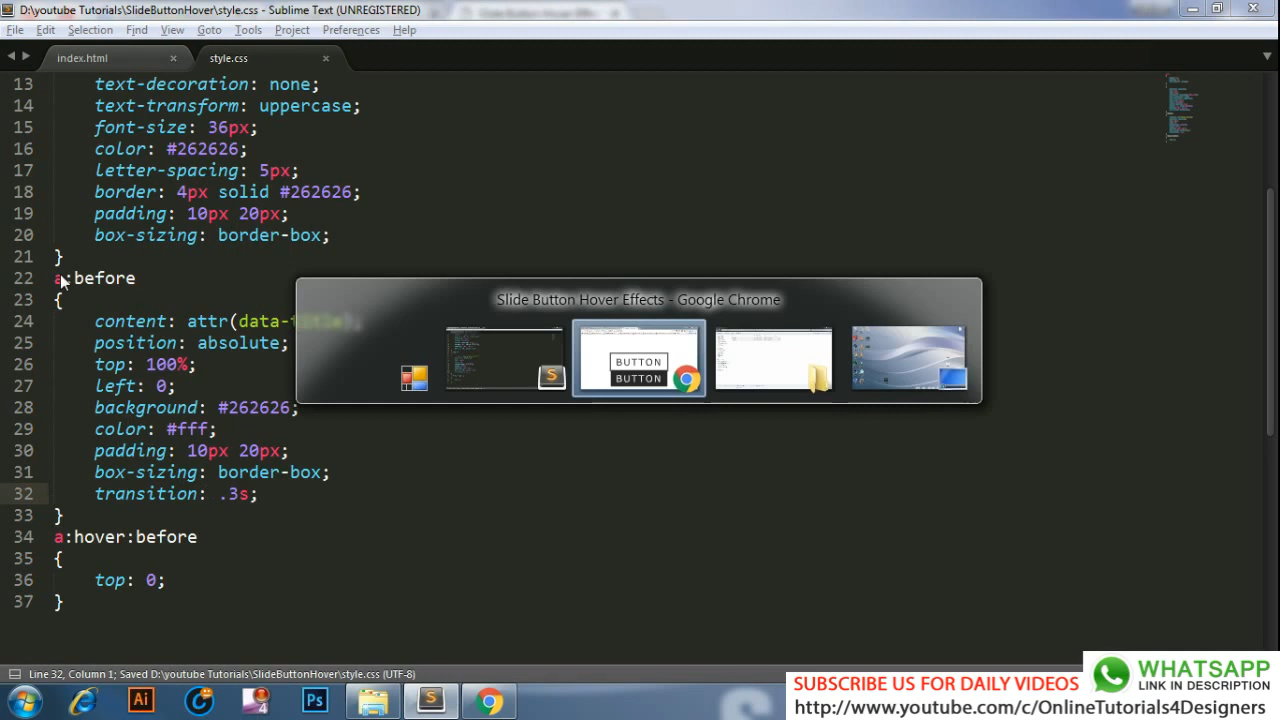 D:\youtube Tutorials\SlideButtonHover\style.css - Sublime Text (UNREGISTERED)
File Edit Selection Find View Goto Tools Project Preferences Help
index.html × style.css ×
13 text-decoration: none;
14 text-transform: uppercase;
15 font-size: 36px;
16 color: #262626;
17 letter-spacing: 5px;
18 border: 4px solid #262626;
19 padding: 10px 20px;
20 box-sizing: border-box;
21 }
22 a:before
23 {
Slide Button Hover Effects - Google Chrome
24 content: attr(data-title);
25 position: absolute;
26 top: 100%;
BUTTON
BUTTON
27 left: 0;
28 background: #262626;
29 color: #fff;
30 padding: 10px 20px;
31 box-sizing: border-box;
32 transition: .3s;
33 }
34 a:hover:before
35 {
36 top: 0;
37 }
Line 32, Column 1; Saved D:\youtube Tutorials\SlideButtonHover\style.css (UTF-8)
SUBSCRIBE US FOR DAILY VIDEOS
http://www.youtube.com/c/OnlineTutorials4Designers
WHATSAPP
LINK IN DESCRIPTION